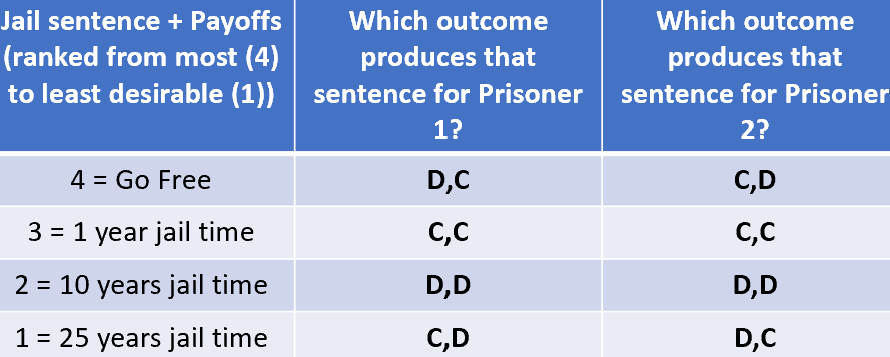 Jail sentence + Payoffs
(ranked from most (4)
to least desirable (1))
Which outcome
produces that
sentence for Prisoner
1?
Which outcome
produces that
sentence for Prisoner
2?
4 = Go Free
D,C
C,D
3 = 1 year jail time
C,C
C,C
2 = 10 years jail time
D,D
D,D
1 = 25 years jail time
C,D
D,C